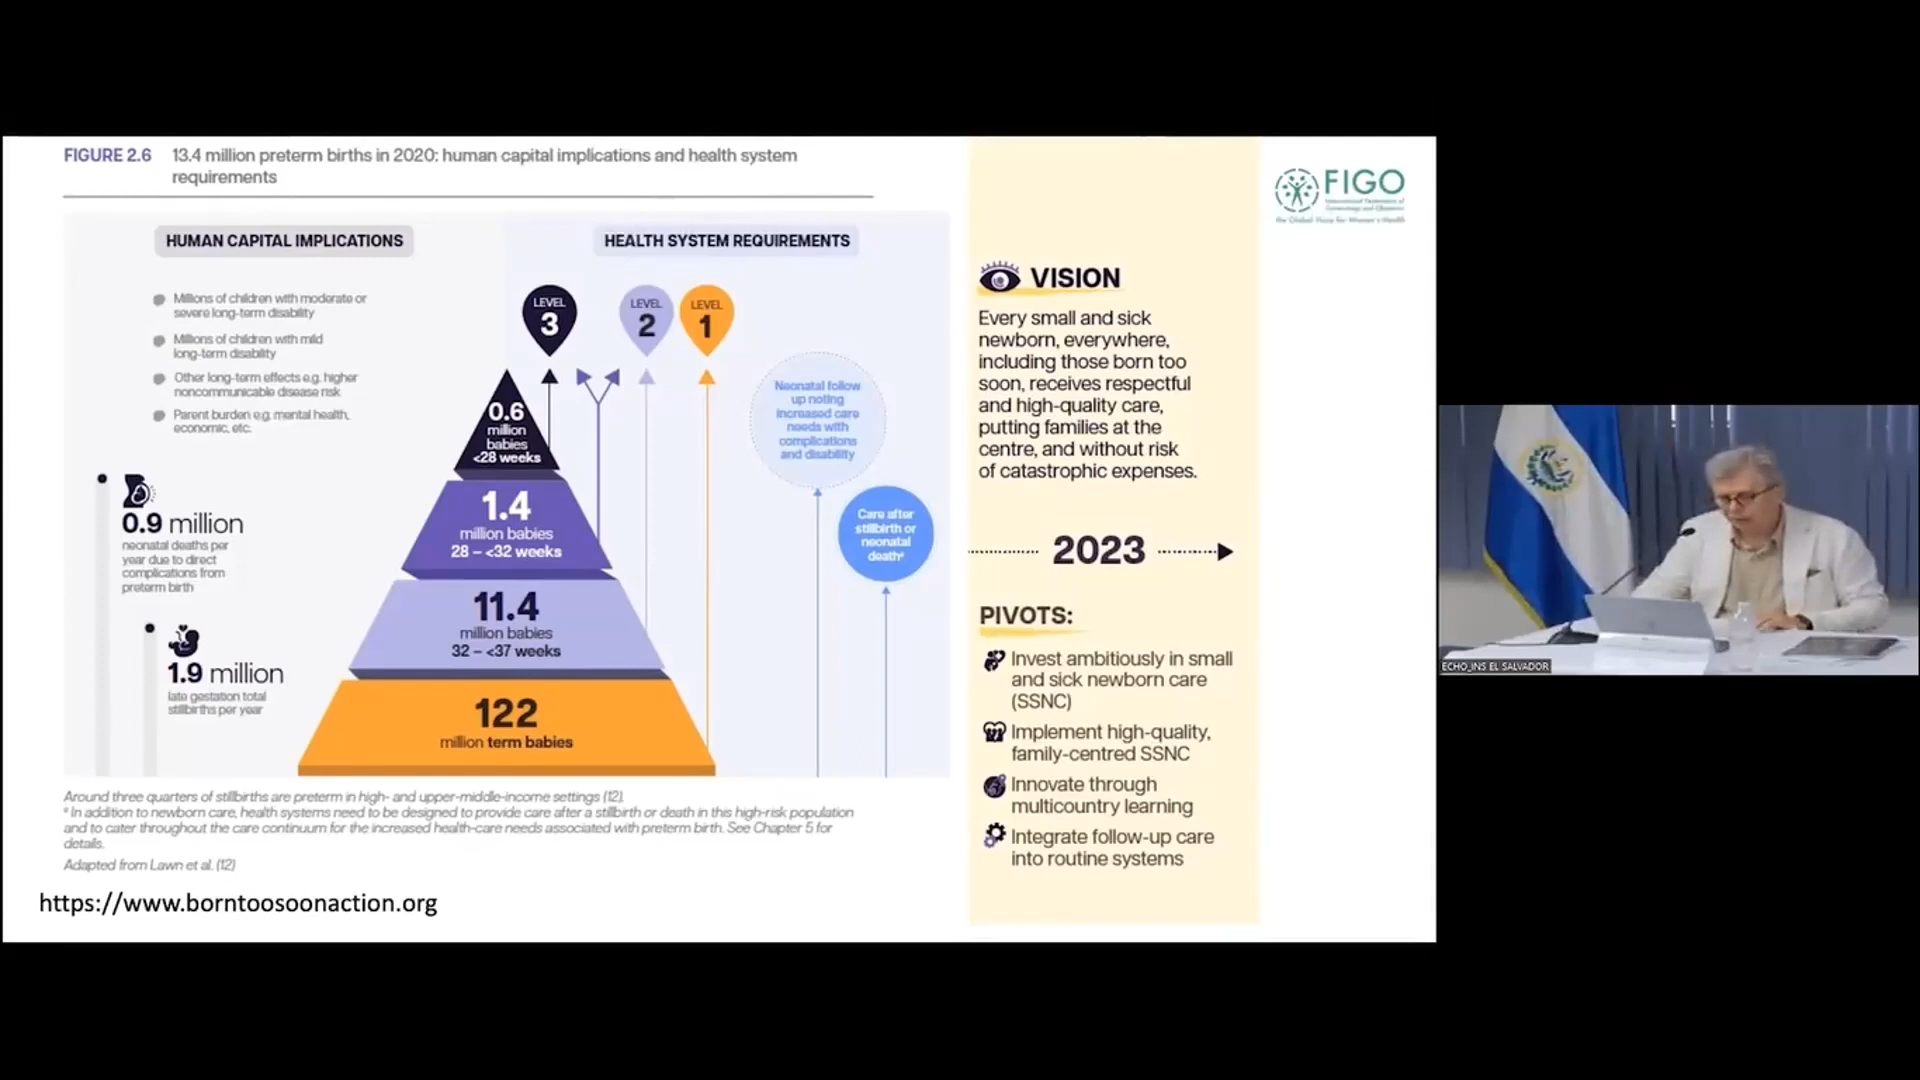 FIGURE 2.6 13.4 million preterm births in 2020: human capital implications and health system
requirements
HUMAN CAPITAL IMPLICATIONS
Millions of children with moderate or
severe long-term disability
Millions of children with mild
long-term disability
Other long-term effects e.g. higher
noncommunicable disease risk
Parent burden e.g. mental health,
economic, etc.
0.9 million
neonatal deaths per
year due to direct
complications from
preterm birth
1.9 million
late gestation total
stillbirths per year
HEALTH SYSTEM REQUIREMENTS
LEVEL
3
LEVEL
2
LEVEL
1
0.6
million
babies
<28 weeks
1.4
million babies
28 – <32 weeks
11.4
million babies
32 – <37 weeks
122
million term babies
Neonatal follow
up noting
increased care
needs with
complications
and disability
Care after
stillbirth or
neonatal
deathª
Around three quarters of stillbirths are preterm in high- and upper-middle-income settings (12).
ª In addition to newborn care, health systems need to be designed to provide care after a stillbirth or death in this high-risk population
and to cater throughout the care continuum for the increased health-care needs associated with preterm birth. See Chapter 5 for
details.
Adapted from Lawn et al. (12)
https://www.borntoosoonaction.org
VISION
Every small and sick
newborn, everywhere,
including those born too
soon, receives respectful
and high-quality care,
putting families at the
centre, and without risk
of catastrophic expenses.
2023
PIVOTS:
Invest ambitiously in small
and sick newborn care
(SSNC)
Implement high-quality,
family-centred SSNC
Innovate through
multicountry learning
Integrate follow-up care
into routine systems
FIGO
International Federation of
Gynecology and Obstetrics
the Global Voice for Women's Health
ECHO_INS EL SALVADOR